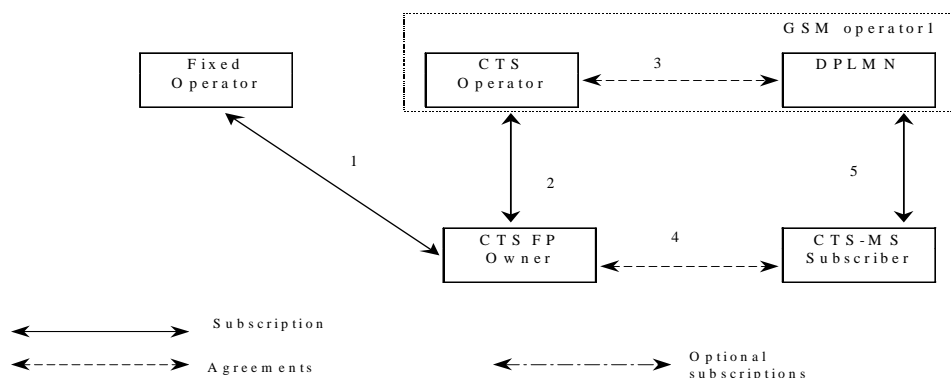 GSM operator1
Fixed
Operator
CTS
Operator
3
DPLMN
1
2
5
CTS FP
Owner
4
CTS-MS
Subscriber
Subscription
Agreements
Optional
subscriptions